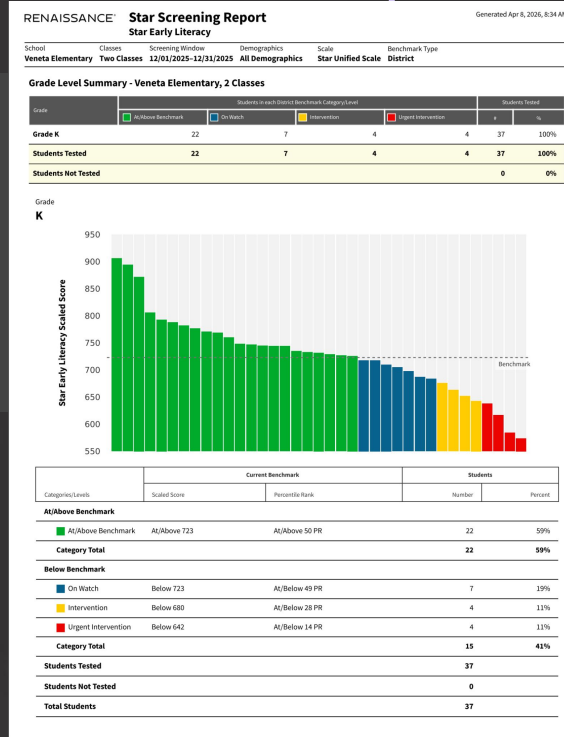 RENAISSANCE® Star Screening Report
Generated Apr 8, 2026, 8:34 AM
Star Early Literacy
School Classes Screening Window Demographics Scale Benchmark Type
Veneta Elementary Two Classes 12/01/2025–12/31/2025 All Demographics Star Unified Scale District
Grade Level Summary - Veneta Elementary, 2 Classes
Grade Students in each District Benchmark Category/Level Students Tested
At/Above Benchmark On Watch Intervention Urgent Intervention # %
Grade K 22 7 4 4 37 100%
Students Tested 22 7 4 4 37 100%
Students Not Tested 0 0%
Grade
K
Star Early Literacy Scaled Score
950
900
850
800
750
700
650
600
550
Benchmark
Current Benchmark Students
Categories/Levels Scaled Score Percentile Rank Number Percent
At/Above Benchmark
At/Above Benchmark At/Above 723 At/Above 50 PR 22 59%
Category Total 22 59%
Below Benchmark
On Watch Below 723 At/Below 49 PR 7 19%
Intervention Below 680 At/Below 28 PR 4 11%
Urgent Intervention Below 642 At/Below 14 PR 4 11%
Category Total 15 41%
Students Tested 37
Students Not Tested 0
Total Students 37